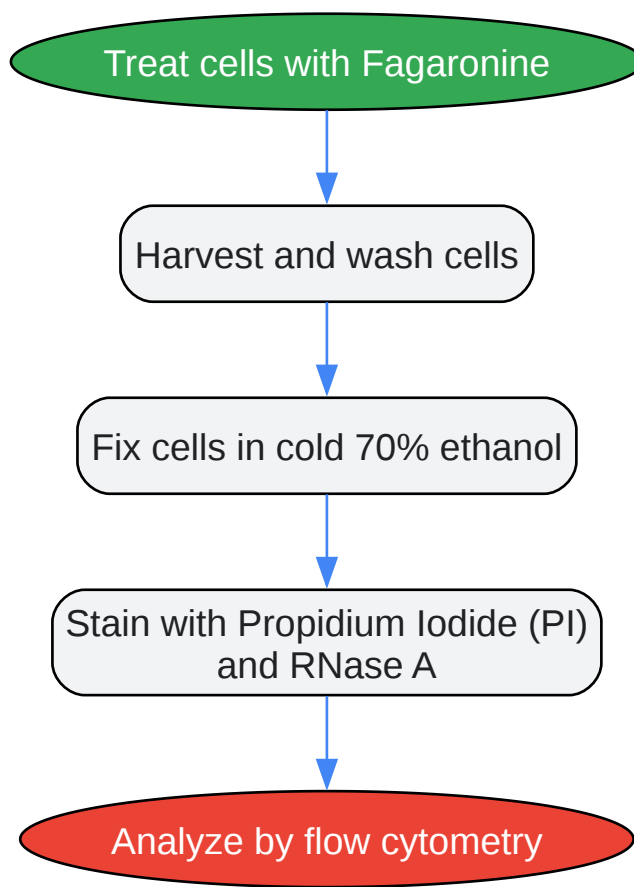 Treat cells with Fagaronine
Harvest and wash cells
Fix cells in cold 70% ethanol
Stain with Propidium Iodide (PI)
and RNase A
Analyze by flow cytometry